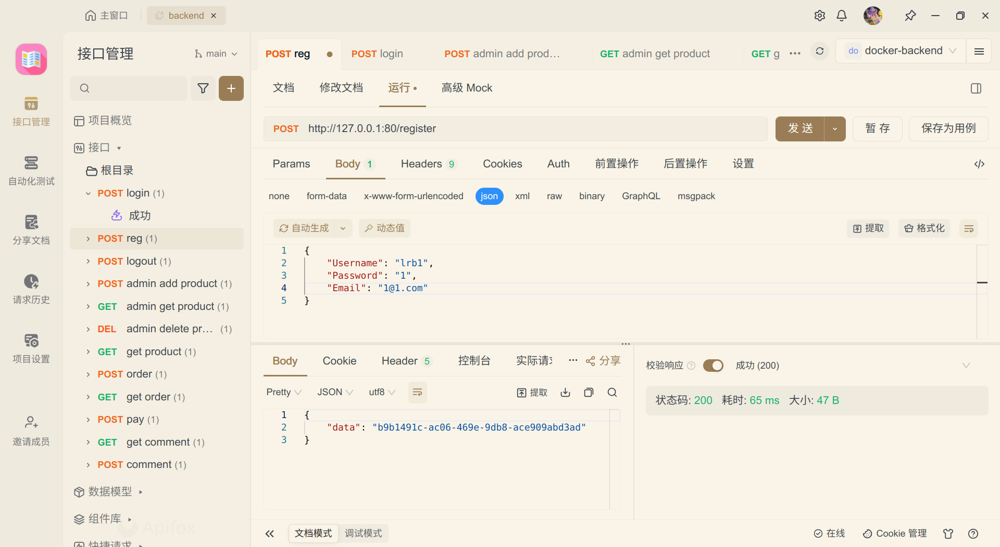 主窗口
backend
接口管理
main
POST reg
POST login
POST admin add prod...
GET admin get product
GET g
do docker-backend
接口管理
自动化测试
分享文档
请求历史
项目设置
邀请成员
项目概览
接口
根目录
POST login (1)
成功
POST reg (1)
POST logout (1)
POST admin add product (1)
GET admin get product (1)
DEL admin delete pr... (1)
GET get product (1)
POST order (1)
GET get order (1)
POST pay (1)
GET get comment (1)
POST comment (1)
数据模型
组件库
快捷请求
Apifox
文档 修改文档 运行 高级 Mock
POST http://127.0.0.1:80/register
发 送
暂 存
保存为用例
Params Body 1 Headers 9 Cookies Auth 前置操作 后置操作 设置
none form-data x-www-form-urlencoded json xml raw binary GraphQL msgpack
自动生成 动态值 提取 格式化
1 {
2 "Username": "lrb1",
3 "Password": "1",
4 "Email": "1@1.com"
5 }
Body Cookie Header 5 控制台 实际请 ··· 分享
Pretty JSON utf8 提取
1 {
2 "data": "b9b1491c-ac06-469e-9db8-ace909abd3ad"
3 }
校验响应 成功 (200)
状态码: 200 耗时: 65 ms 大小: 47 B
文档模式 调试模式
在线 Cookie 管理